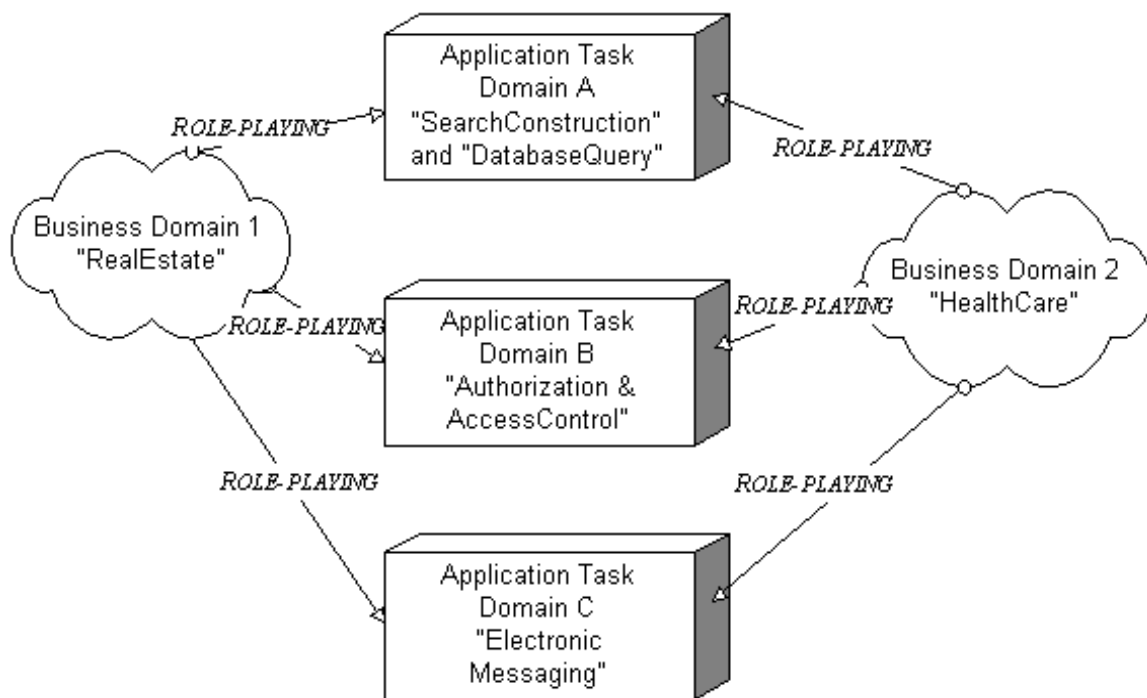 Application Task
Domain A
"SearchConstruction"
and "DatabaseQuery"
ROLE-PLAYING
ROLE-PLAYING
Business Domain 1
"RealEstate"
Business Domain 2
"HealthCare"
ROLE-PLAYING
Application Task
Domain B
"Authorization &
AccessControl"
ROLE-PLAYING
ROLE-PLAYING
ROLE-PLAYING
Application Task
Domain C
"Electronic
Messaging"